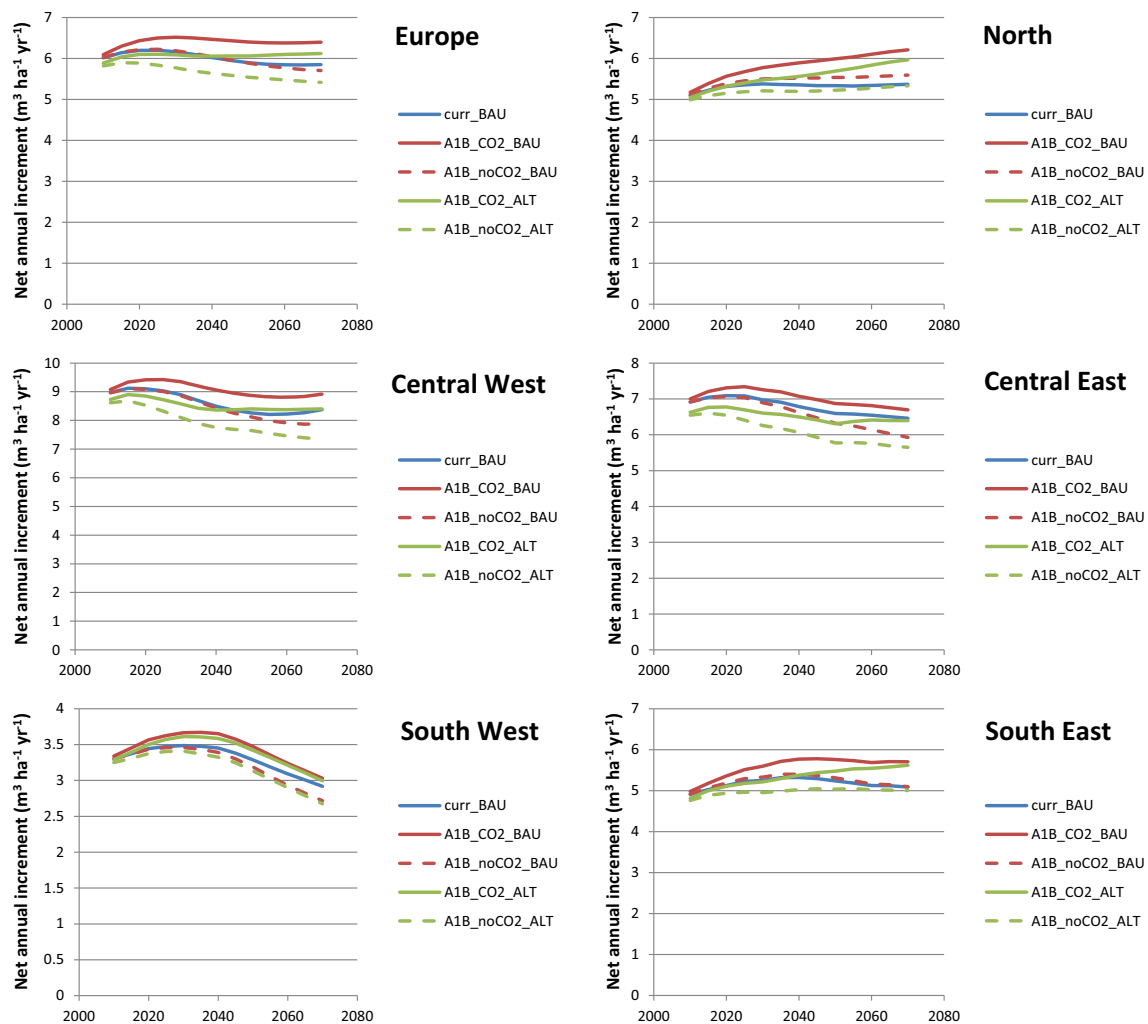 Europe
Net annual increment (m³ ha⁻¹ yr⁻¹)
7
6
5
4
3
2
1
0
2000 2020 2040 2060 2080
curr_BAU
A1B_CO2_BAU
A1B_noCO2_BAU
A1B_CO2_ALT
A1B_noCO2_ALT
North
Net annual increment (m³ ha⁻¹ yr⁻¹)
7
6
5
4
3
2
1
0
2000 2020 2040 2060 2080
curr_BAU
A1B_CO2_BAU
A1B_noCO2_BAU
A1B_CO2_ALT
A1B_noCO2_ALT
Central West
Net annual increment (m³ ha⁻¹ yr⁻¹)
10
9
8
7
6
5
4
3
2
1
0
2000 2020 2040 2060 2080
curr_BAU
A1B_CO2_BAU
A1B_noCO2_BAU
A1B_CO2_ALT
A1B_noCO2_ALT
Central East
Net annual increment (m³ ha⁻¹ yr⁻¹)
8
7
6
5
4
3
2
1
0
2000 2020 2040 2060 2080
curr_BAU
A1B_CO2_BAU
A1B_noCO2_BAU
A1B_CO2_ALT
A1B_noCO2_ALT
South West
Net annual increment (m³ ha⁻¹ yr⁻¹)
4
3.5
3
2.5
2
1.5
1
0.5
0
2000 2020 2040 2060 2080
curr_BAU
A1B_CO2_BAU
A1B_noCO2_BAU
A1B_CO2_ALT
A1B_noCO2_ALT
South East
Net annual increment (m³ ha⁻¹ yr⁻¹)
7
6
5
4
3
2
1
0
2000 2020 2040 2060 2080
curr_BAU
A1B_CO2_BAU
A1B_noCO2_BAU
A1B_CO2_ALT
A1B_noCO2_ALT